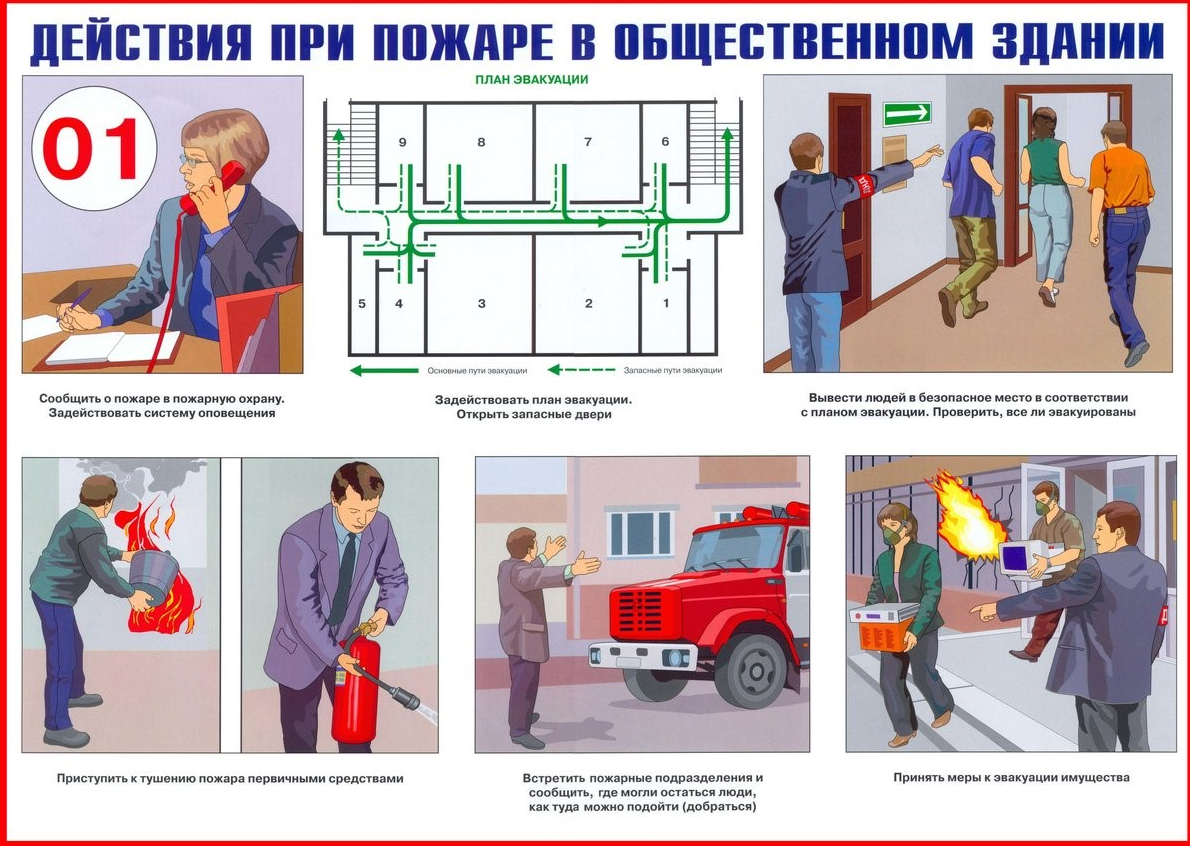 ДЕЙСТВИЯ ПРИ ПОЖАРЕ В ОБЩЕСТВЕННОМ ЗДАНИИ
01
ПЛАН ЭВАКУАЦИИ
9 8 7 6
5 4 3 2 1
Основные пути эвакуации
Запасные пути эвакуации
Сообщить о пожаре в пожарную охрану.
Задействовать систему оповещения
Задействовать план эвакуации.
Открыть запасные двери
Вывести людей в безопасное место в соответствии
с планом эвакуации. Проверить, все ли эвакуированы
Приступить к тушению пожара первичными средствами
Встретить пожарные подразделения и
сообщить, где могли остаться люди,
как туда можно подойти (добраться)
Принять меры к эвакуации имущества